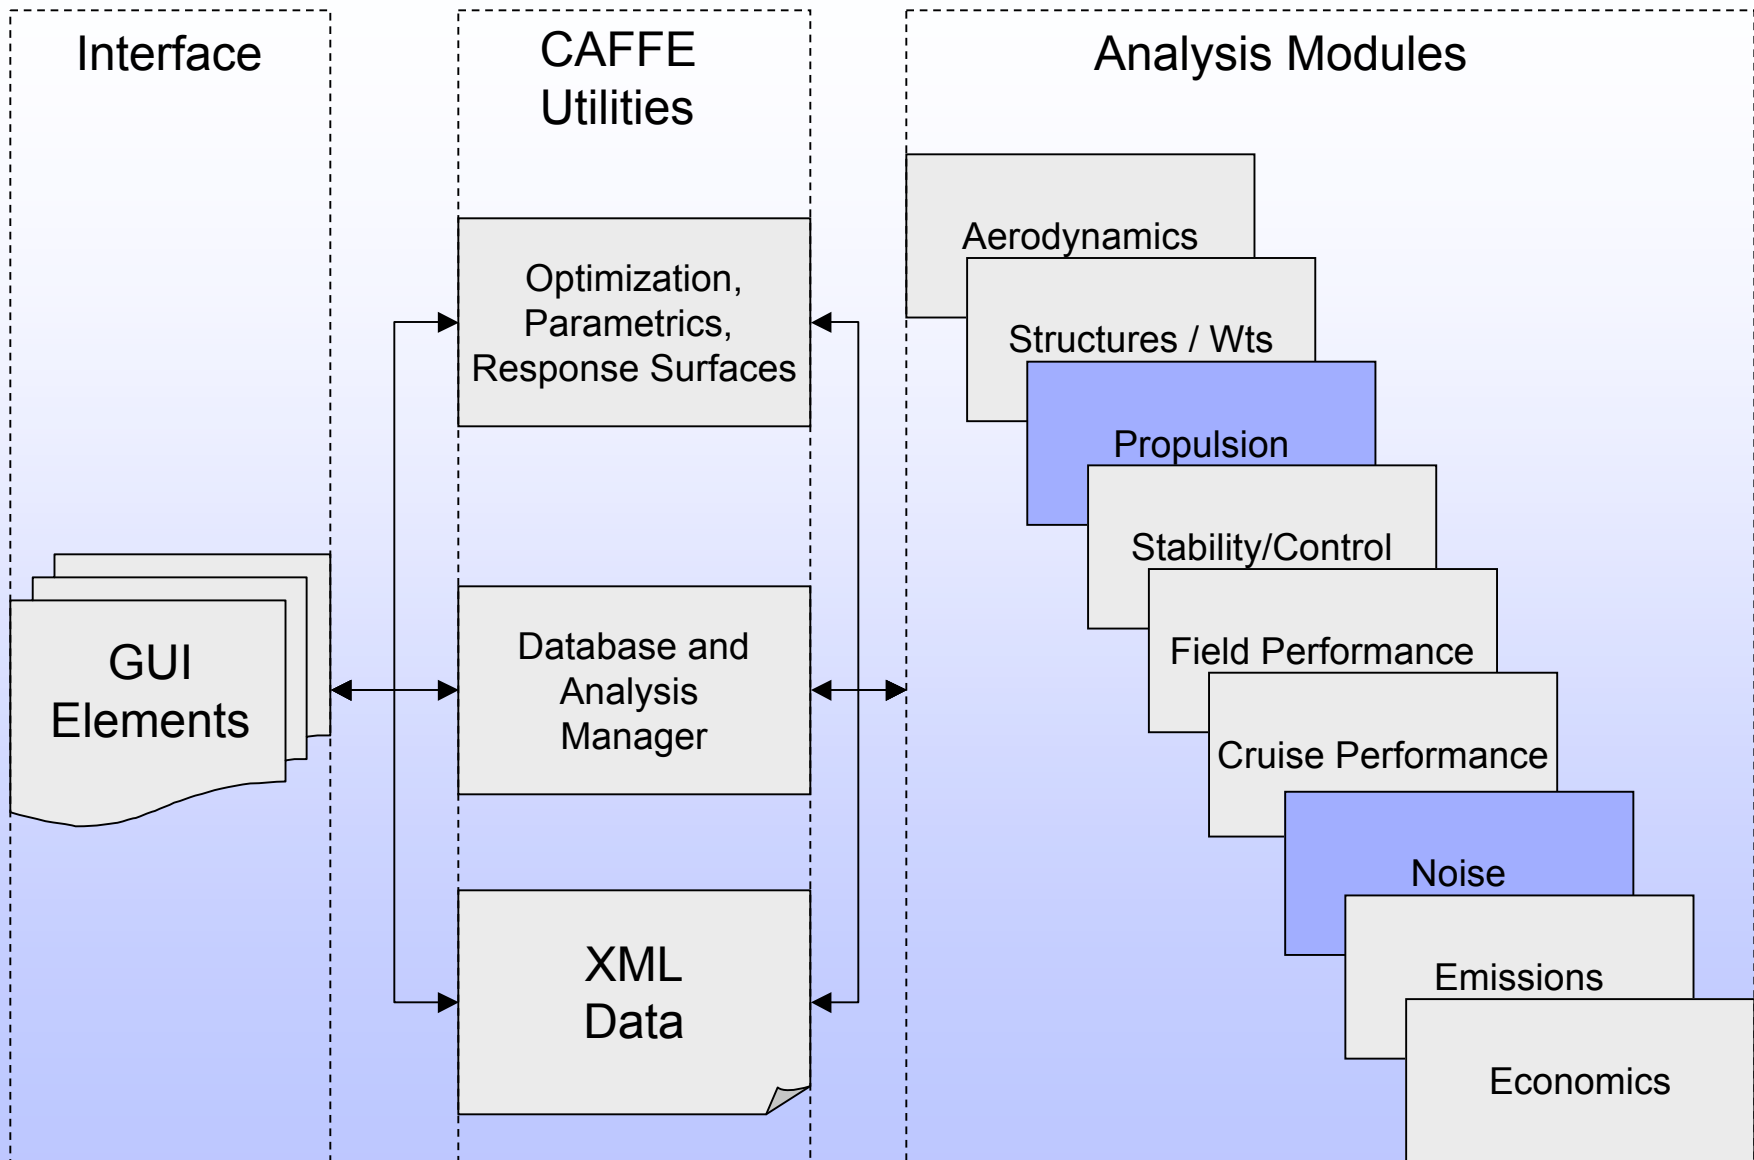 Interface
CAFFE
Utilities
Analysis Modules
Optimization,
Parametrics,
Response Surfaces
Database and
Analysis
Manager
XML
Data
GUI
Elements
Aerodynamics
Structures / Wts
Propulsion
Stability/Control
Field Performance
Cruise Performance
Noise
Emissions
Economics